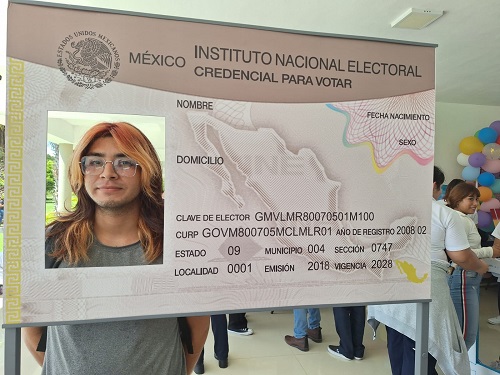 ESTADOS UNIDOS MEXICANOS
MÉXICO INSTITUTO NACIONAL ELECTORAL
CREDENCIAL PARA VOTAR
NOMBRE
FECHA NACIMIENTO
SEXO
DOMICILIO
CLAVE DE ELECTOR GMVLMR80070501M100
CURP GOVM800705MCLMLR01 AÑO DE REGISTRO 2008 02
ESTADO 09 MUNICIPIO 004 SECCIÓN 0747
LOCALIDAD 0001 EMISIÓN 2018 VIGENCIA 2028